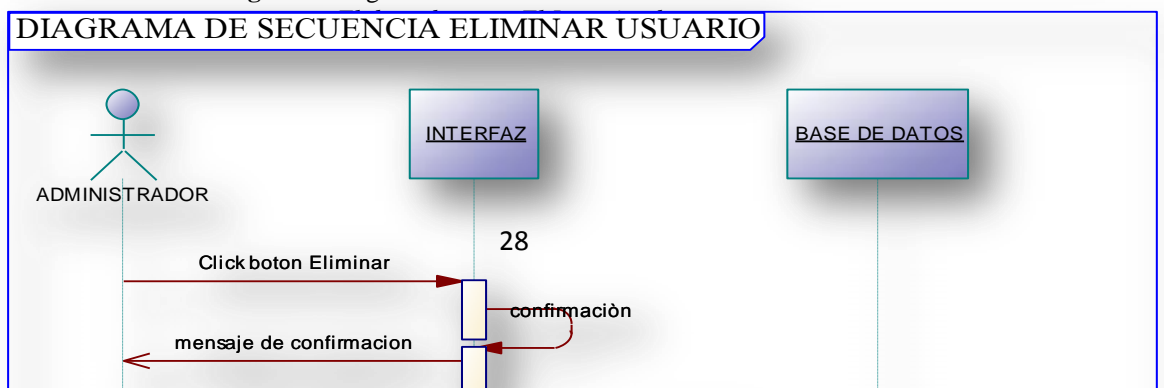 DIAGRAMA DE SECUENCIA ELIMINAR USUARIO
INTERFAZ
BASE DE DATOS
ADMINISTRADOR
28
Click boton Eliminar
confirmaciòn
mensaje de confirmacion